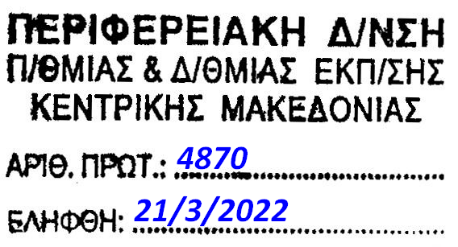 ΠΕΡΙΦΕΡΕΙΑΚΗ Δ/ΝΣΗ
Π/ΘΜΙΑΣ & Δ/ΘΜΙΑΣ ΕΚΠ/ΣΗΣ
ΚΕΝΤΡΙΚΗΣ ΜΑΚΕΔΟΝΙΑΣ
ΑΡΙΘ. ΠΡΩΤ.: 4870
ΕΛΗΦΘΗ: 21/3/2022